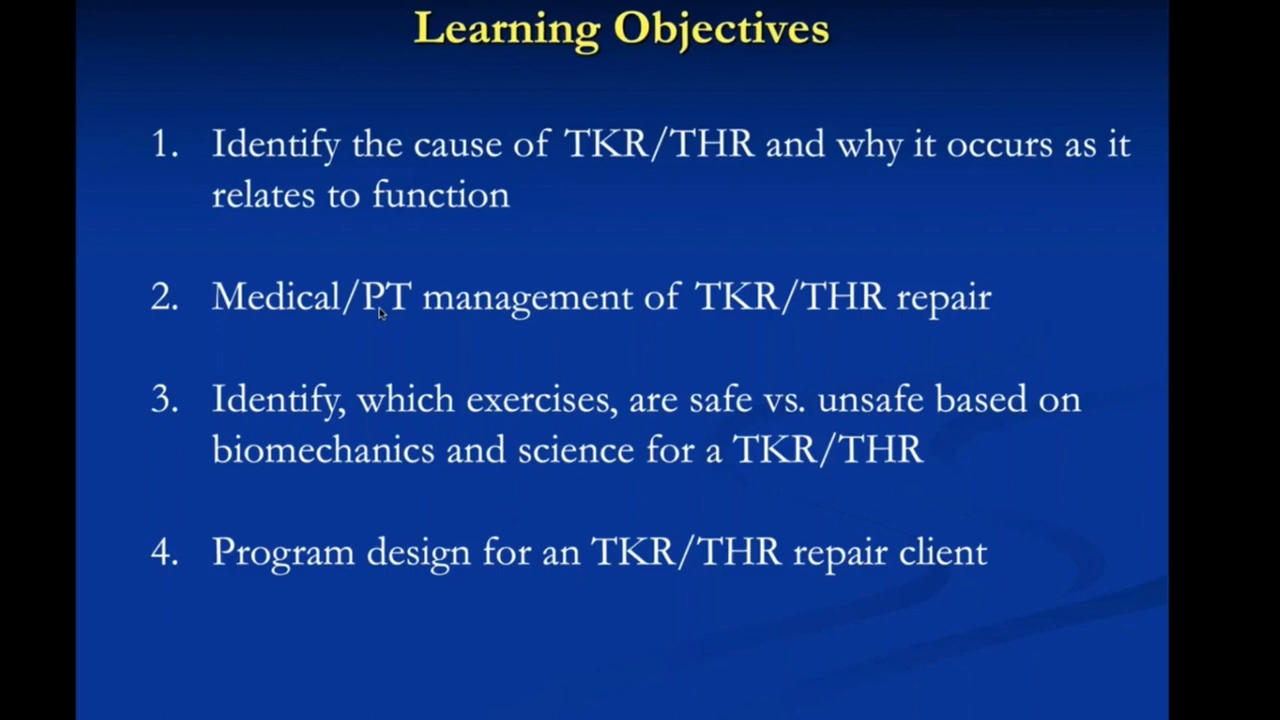 Learning Objectives
1. Identify the cause of TKR/THR and why it occurs as it
relates to function
2. Medical/PT management of TKR/THR repair
3. Identify, which exercises, are safe vs. unsafe based on
biomechanics and science for a TKR/THR
4. Program design for an TKR/THR repair client